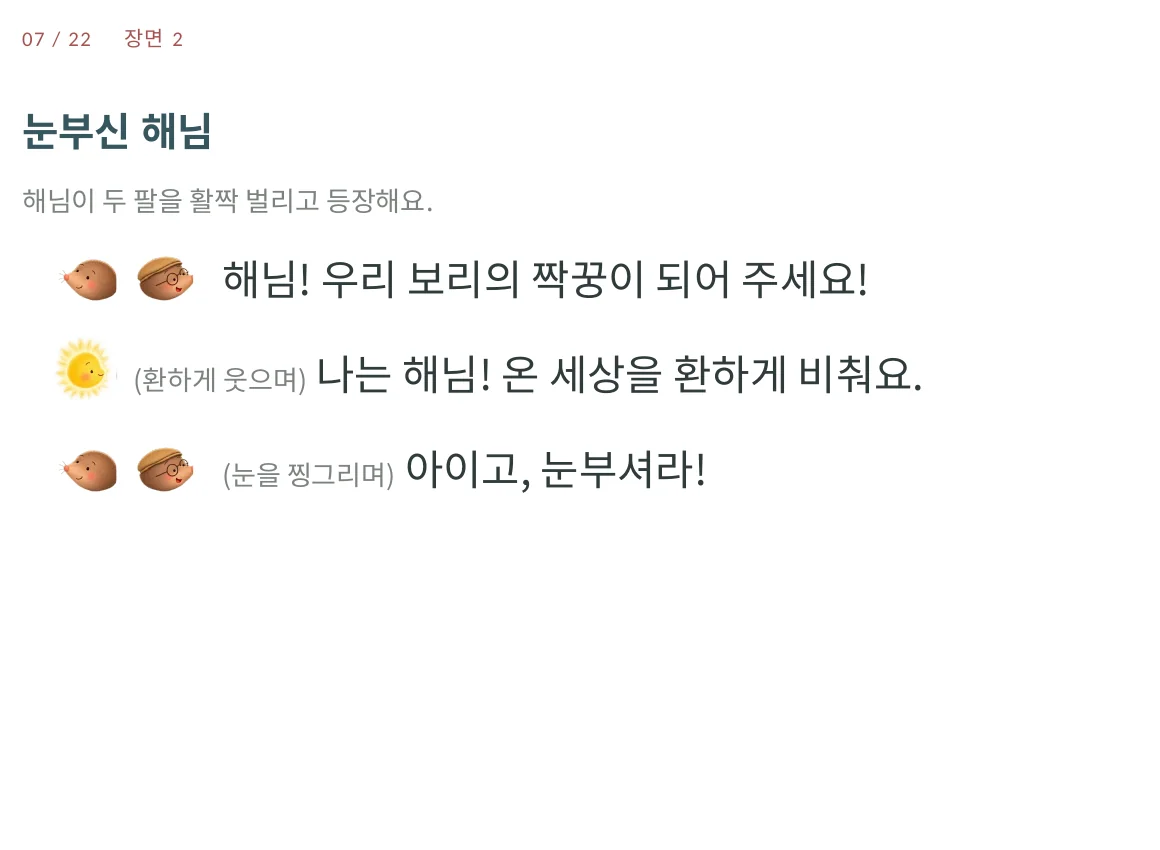 07 / 22 장면 2
눈부신 해님
해님이 두 팔을 활짝 벌리고 등장해요.
해님! 우리 보리의 짝꿍이 되어 주세요!
(환하게 웃으며) 나는 해님! 온 세상을 환하게 비춰요.
(눈을 찡그리며) 아이고, 눈부셔라!